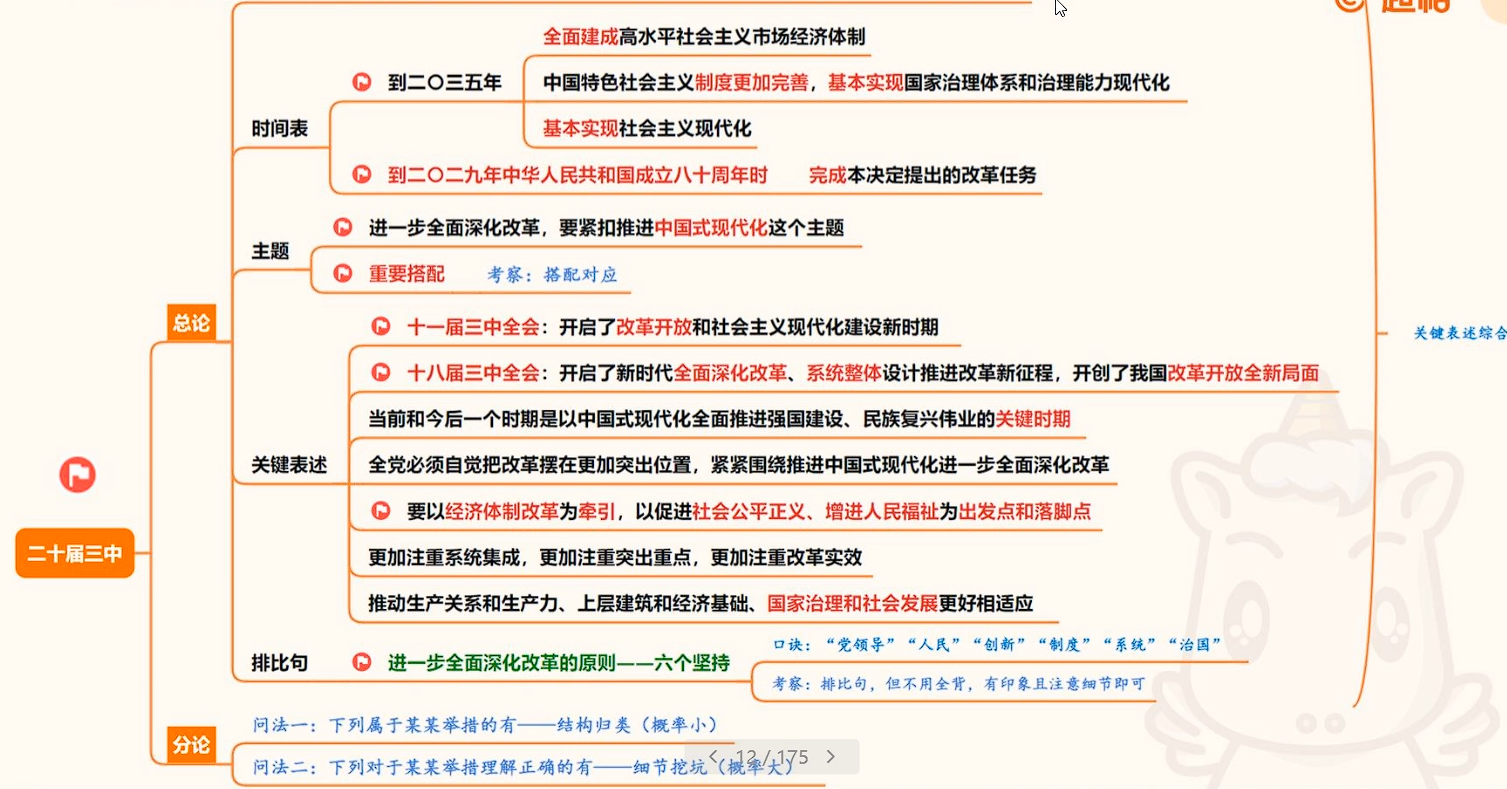 全面建成高水平社会主义市场经济体制
到二〇三五年
中国特色社会主义制度更加完善，基本实现国家治理体系和治理能力现代化
时间表
基本实现社会主义现代化
到二〇二九年中华人民共和国成立八十周年时 完成本决定提出的改革任务
进一步全面深化改革，要紧扣推进中国式现代化这个主题
主题
重要搭配 考察：搭配对应
总论
十一届三中全会：开启了改革开放和社会主义现代化建设新时期
关键表述综合
十八届三中全会：开启了新时代全面深化改革、系统整体设计推进改革新征程，开创了我国改革开放全新局面
当前和今后一个时期是以中国式现代化全面推进强国建设、民族复兴伟业的关键时期
关键表述
全党必须自觉把改革摆在更加突出位置，紧紧围绕推进中国式现代化进一步全面深化改革
要以经济体制改革为牵引，以促进社会公平正义、增进人民福祉为出发点和落脚点
二十届三中
更加注重系统集成，更加注重突出重点，更加注重改革实效
推动生产关系和生产力、上层建筑和经济基础、国家治理和社会发展更好相适应
口诀：“党领导”“人民”“创新”“制度”“系统”“治国”
排比句
进一步全面深化改革的原则——六个坚持
考察：排比句，但不用全背，有印象且注意细节即可
问法一：下列属于某某举措的有——结构归类（概率小）
分论
问法二：下列对于某某举措理解正确的有——细节挖坑（概率大）
12 / 175